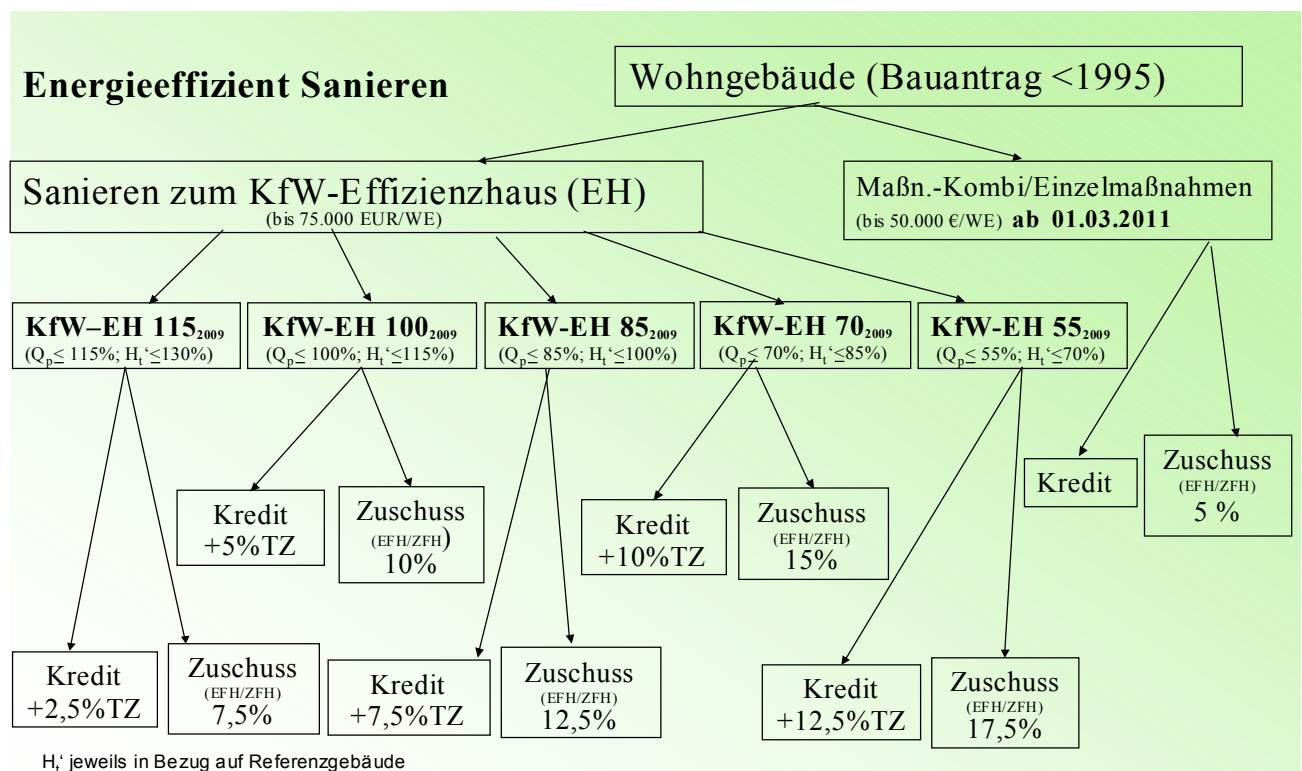 Energieeffizient Sanieren
Wohngebäude (Bauantrag <1995)
Sanieren zum KfW-Effizienzhaus (EH)
(bis 75.000 EUR/WE)
Maßn.-Kombi/Einzelmaßnahmen
(bis 50.000 €/WE) ab 01.03.2011
KfW–EH 115₂₀₀₉
(Qₚ≤ 115%; Hₜ‘≤130%)
KfW-EH 100₂₀₀₉
(Qₚ≤ 100%; Hₜ‘≤115%)
KfW-EH 85₂₀₀₉
(Qₚ≤ 85%; Hₜ‘≤100%)
KfW-EH 70₂₀₀₉
(Qₚ≤ 70%; Hₜ‘≤85%)
KfW-EH 55₂₀₀₉
(Qₚ≤ 55%; Hₜ‘≤70%)
Kredit
+5%TZ
Zuschuss
(EFH/ZFH)
10%
Kredit
+10%TZ
Zuschuss
(EFH/ZFH)
15%
Kredit
Zuschuss
(EFH/ZFH)
5 %
Kredit
+2,5%TZ
Zuschuss
(EFH/ZFH)
7,5%
Kredit
+7,5%TZ
Zuschuss
(EFH/ZFH)
12,5%
Kredit
+12,5%TZ
Zuschuss
(EFH/ZFH)
17,5%
Hₜ‘ jeweils in Bezug auf Referenzgebäude